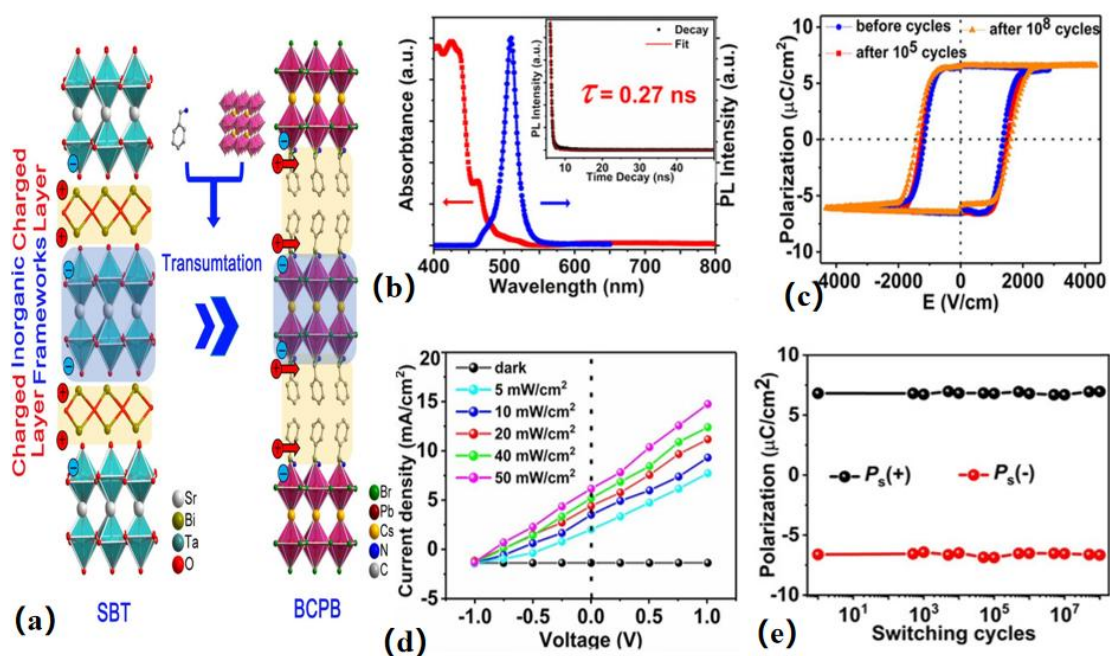 Charged Inorganic Charged
Layer Frameworks Layer
Transumtation
Sr
Bi
Ta
O
SBT
Br
Pb
Cs
N
C
BCPB
(a)
Absorbance (a.u.)
PL Intensity (a.u.)
Wavelength (nm)
400 500 600 700 800
PL Intensity (a.u.)
Decay
Fit
τ = 0.27 ns
10 20 30 40
Time Decay (ns)
(b)
Polarization (μC/cm²)
before cycles
after 10⁸ cycles
after 10⁵ cycles
10
5
0
-5
-10
-4000 -2000 0 2000 4000
E (V/cm)
(c)
Current density (mA/cm²)
20
15
10
5
0
-5
dark
5 mW/cm²
10 mW/cm²
20 mW/cm²
40 mW/cm²
50 mW/cm²
-1.0 -0.5 0.0 0.5 1.0
Voltage (V)
(d)
Polarization (μC/cm²)
10
5
0
-5
-10
Pₛ(+) Pₛ(-)
10¹ 10³ 10⁵ 10⁷
Switching cycles
(e)